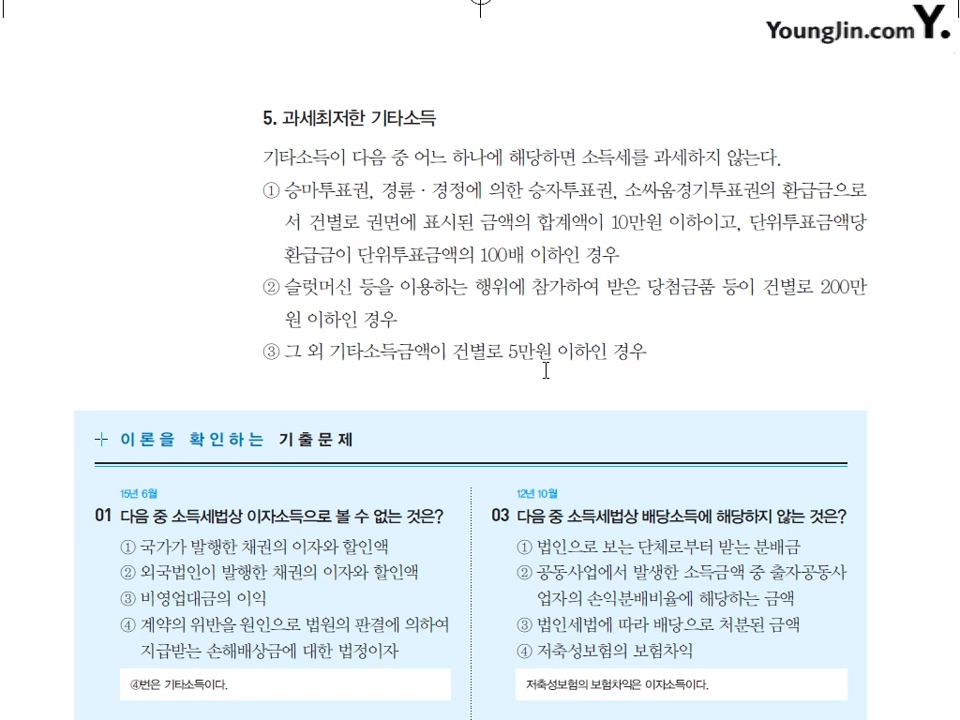 YoungJin.com Y.
5. 과세최저한 기타소득
기타소득이 다음 중 어느 하나에 해당하면 소득세를 과세하지 않는다.
① 승마투표권, 경륜 · 경정에 의한 승자투표권, 소싸움경기투표권의 환급금으로
서 건별로 권면에 표시된 금액의 합계액이 10만원 이하이고, 단위투표금액당
환급금이 단위투표금액의 100배 이하인 경우
② 슬럿머신 등을 이용하는 행위에 참가하여 받은 당첨금품 등이 건별로 200만
원 이하인 경우
③ 그 외 기타소득금액이 건별로 5만원 이하인 경우
이론을 확인하는 기출문제
15년 6월
01 다음 중 소득세법상 이자소득으로 볼 수 없는 것은?
① 국가가 발행한 채권의 이자와 할인액
② 외국법인이 발행한 채권의 이자와 할인액
③ 비영업대금의 이익
④ 계약의 위반을 원인으로 법원의 판결에 의하여
지급받는 손해배상금에 대한 법정이자
④번은 기타소득이다.
12년 10월
03 다음 중 소득세법상 배당소득에 해당하지 않는 것은?
① 법인으로 보는 단체로부터 받는 분배금
② 공동사업에서 발생한 소득금액 중 출자공동사
업자의 손익분배비율에 해당하는 금액
③ 법인세법에 따라 배당으로 처분된 금액
④ 저축성보험의 보험차익
저축성보험의 보험차익은 이자소득이다.